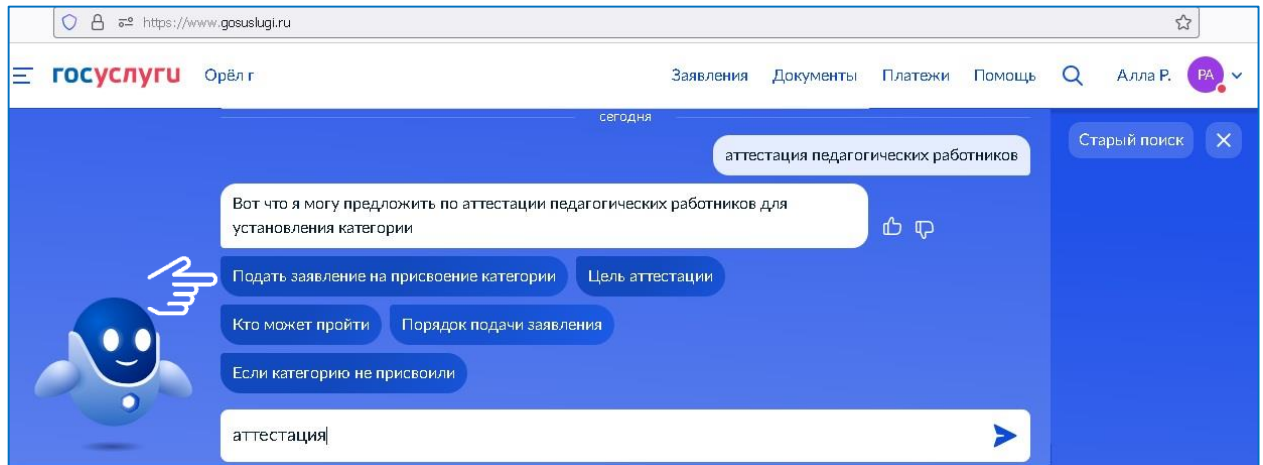 https://www.gosuslugi.ru
госуслуги Орёл г Заявления Документы Платежи Помощь Алла Р. РА
сегодня
Старый поиск
аттестация педагогических работников
Вот что я могу предложить по аттестации педагогических работников для
установления категории
Подать заявление на присвоение категории Цель аттестации
Кто может пройти Порядок подачи заявления
Если категорию не присвоили
аттестация